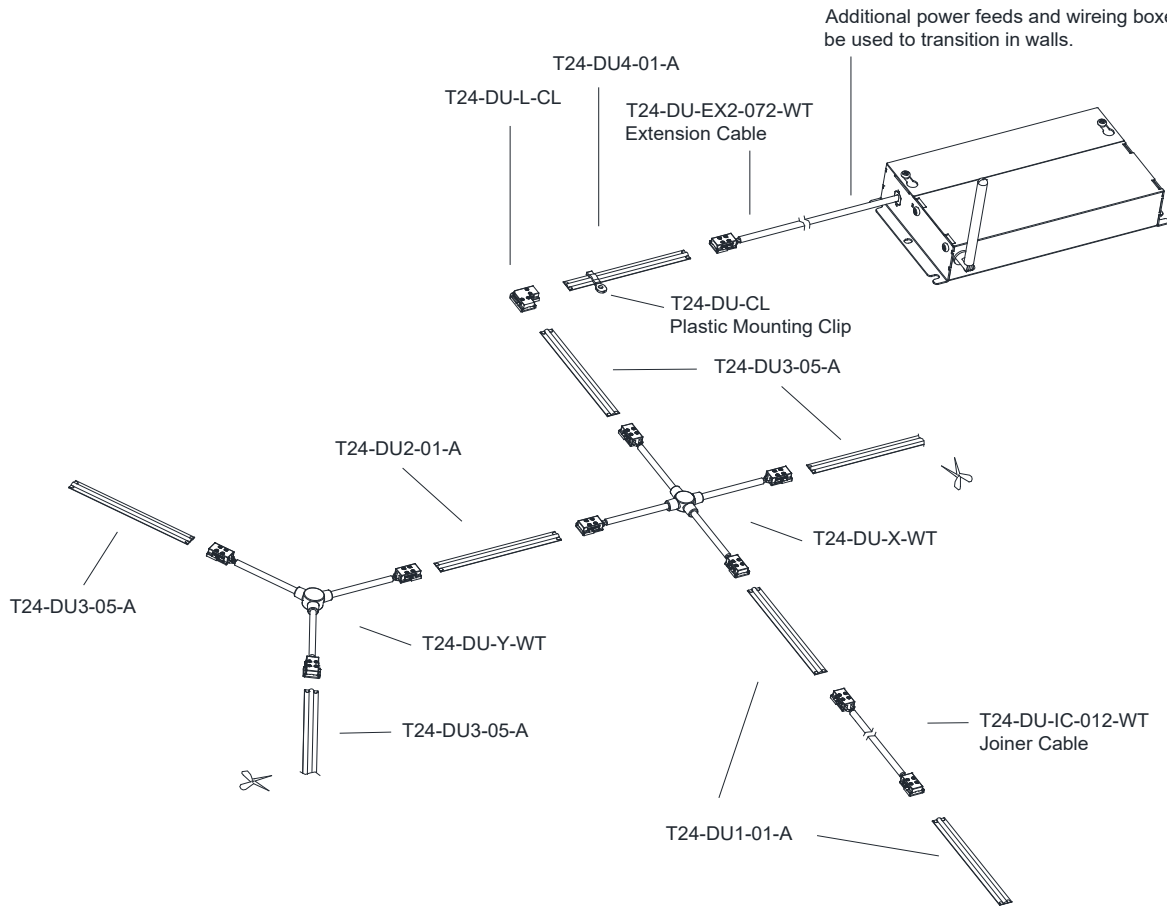 Additional power feeds and wireing boxe
be used to transition in walls.
T24-DU4-01-A
T24-DU-L-CL
T24-DU-EX2-072-WT
Extension Cable
T24-DU-CL
Plastic Mounting Clip
T24-DU3-05-A
T24-DU2-01-A
T24-DU-X-WT
T24-DU3-05-A
T24-DU-Y-WT
T24-DU3-05-A
T24-DU-IC-012-WT
Joiner Cable
T24-DU1-01-A